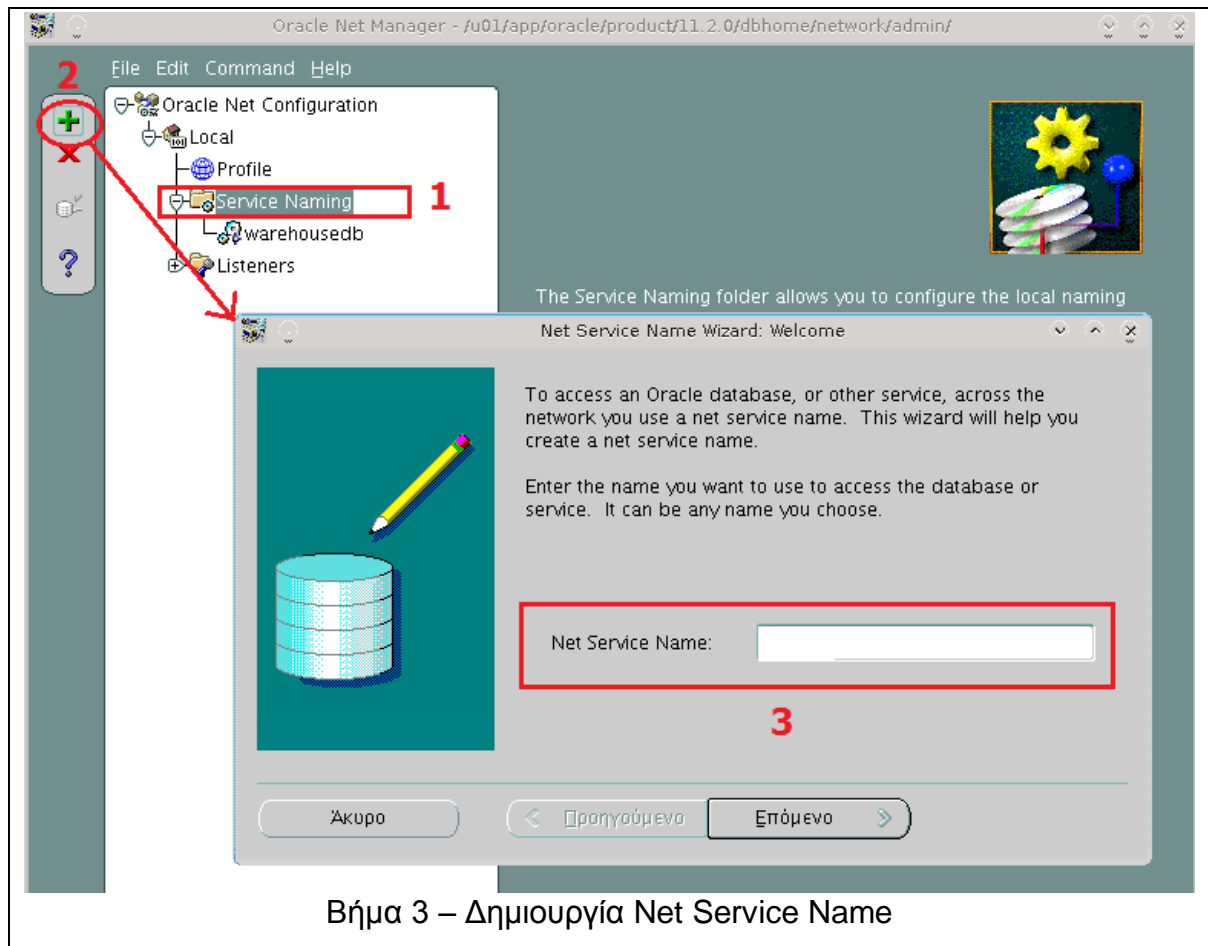 Oracle Net Manager - /u01/app/oracle/product/11.2.0/dbhome/network/admin/
File Edit Command Help
2
Oracle Net Configuration
Local
Profile
Service Naming
1
warehousedb
Listeners
The Service Naming folder allows you to configure the local naming
Net Service Name Wizard: Welcome
To access an Oracle database, or other service, across the
network you use a net service name. This wizard will help you
create a net service name.
Enter the name you want to use to access the database or
service. It can be any name you choose.
Net Service Name:
3
Άκυρο
Προηγούμενο
Επόμενο
Βήμα 3 – Δημιουργία Net Service Name